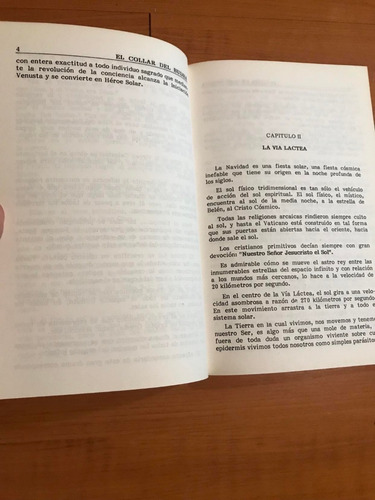 4
EL COLLAR DEL BUDDHA
con entera exactitud a todo individuo sagrado que
te la revolución de la conciencia alcanza la iniciación
Venusta y se convierte en Héroe Solar.
CAPITULO II
LA VIA LACTEA
La Navidad es una fiesta solar, una fiesta cósmica
inefable que tiene su origen en la noche profunda de
los siglos.
El sol físico tridimensional es tan sólo el vehículo
de acción del sol espiritual. El sol físico, el místico,
encuentra al sol de la media noche, a la estrella de
Belén, al Cristo Cósmico.
Todas las religiones arcaicas rindieron siempre culto
al sol, y hasta el Vaticano está construido en tal forma
que sus puertas están abiertas hacia el oriente, hacia
donde sale el sol.
Los cristianos primitivos decían siempre con gran
devoción: "Nuestro Señor Jesucristo el Sol".
Es admirable cómo se mueve el astro rey entre las
innumerables estrellas del espacio infinito y con relación
a los mundos más cercanos, lo hace a la velocidad de
20 kilómetros por segundo.
En el centro de la Vía Láctea, el sol gira a una veloci-
dad asombrosa a razón de 270 kilómetros por segundo.
En este movimiento arrastra a la tierra y a todo el
sistema solar.
La Tierra en la cual vivimos, nos movemos y tenemos
nuestro Ser, es algo más que una mole de materia,
fuera de toda duda un organismo viviente sobre cu
epidermis vivimos todos nosotros como simples parásitos